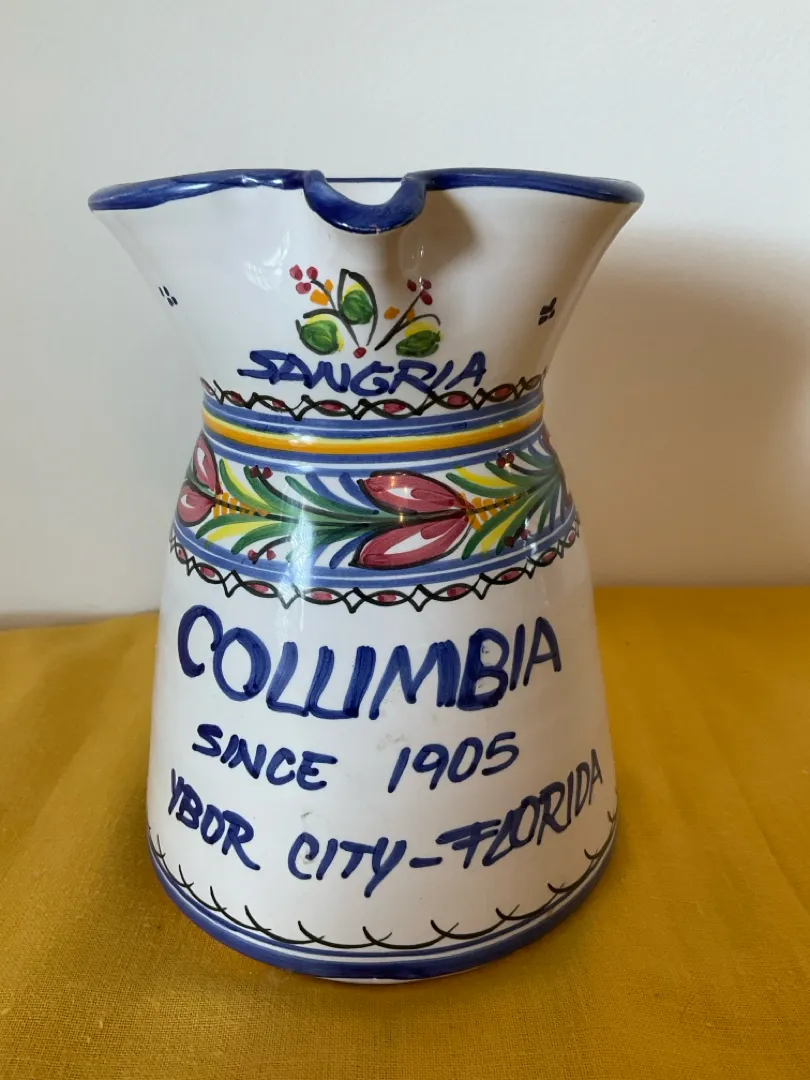 SANGRIA
COLUMBIA
SINCE 1905
YBOR CITY-FLORIDA